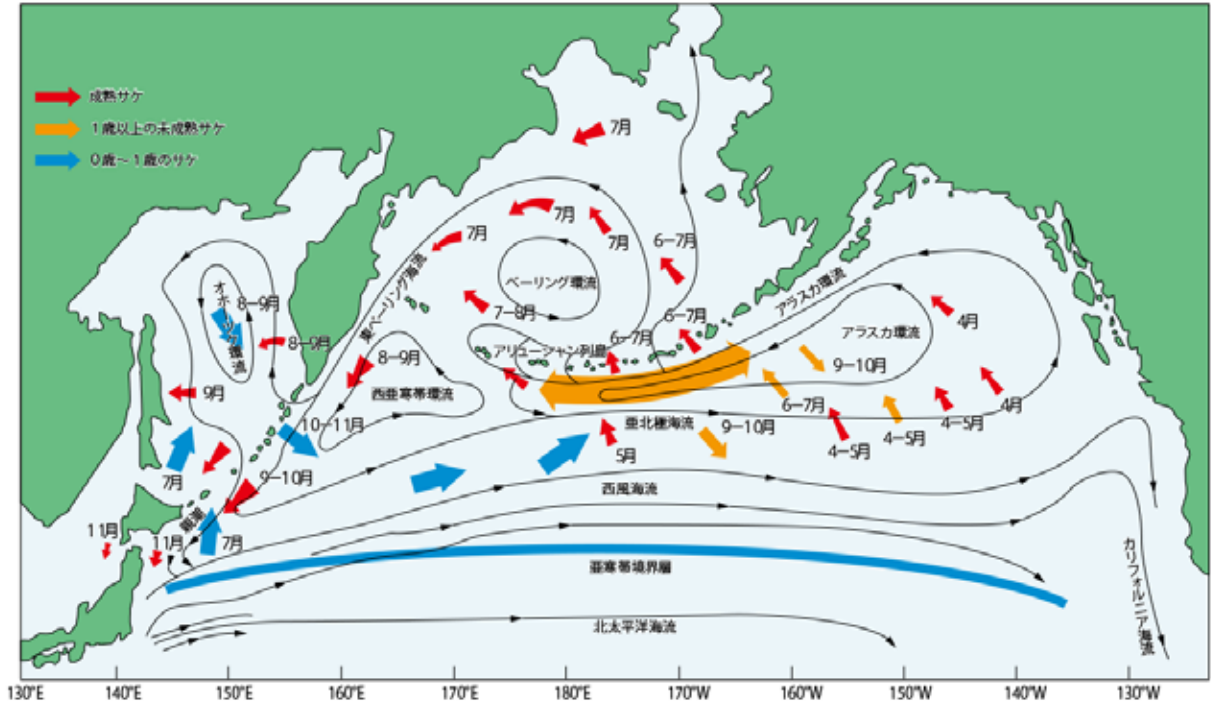 成熟サケ
１歳以上の未成熟サケ
０歳〜１歳のサケ
7月
7月
7月
7月
6−7月
ベーリング環流
東ベーリング海流
アラスカ環流
オホーツク環流
8−9月
7−8月
6−7月
6−7月
4月
アラスカ環流
8−9月
アリューシャン列島
8−9月
9−10月
9月
西亜寒帯環流
6−7月
4月
10−11月
亜北極海流
9−10月
4−5月
4−5月
4−5月
5月
7月
9−10月
西風海流
親潮
11月
11月
7月
亜寒帯境界層
カリフォルニア海流
北太平洋海流
130°E
140°E
150°E
160°E
170°E
180°E
170°W
160°W
150°W
140°W
130°W